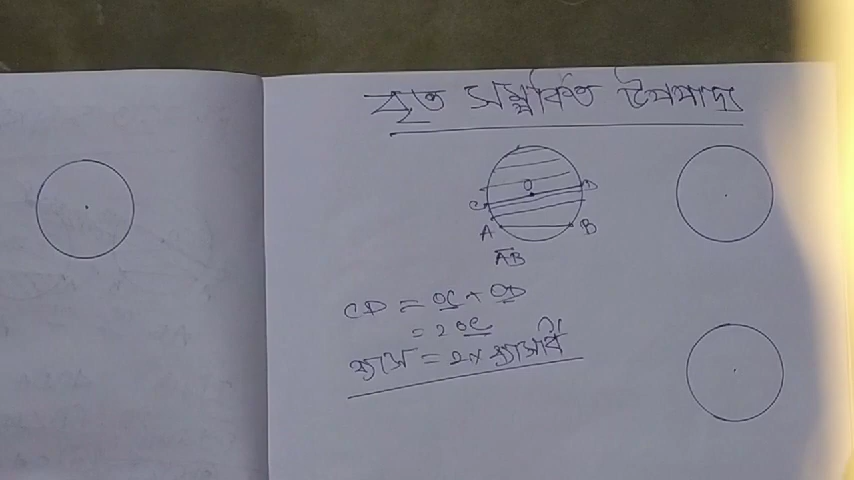 বৃত্ত সম্পর্কিত উপপাদ্য
O
D
C
A
B
AB
CD = OC + OD
= 2 OC
ব্যাস = 2 x ব্যাসার্ধ